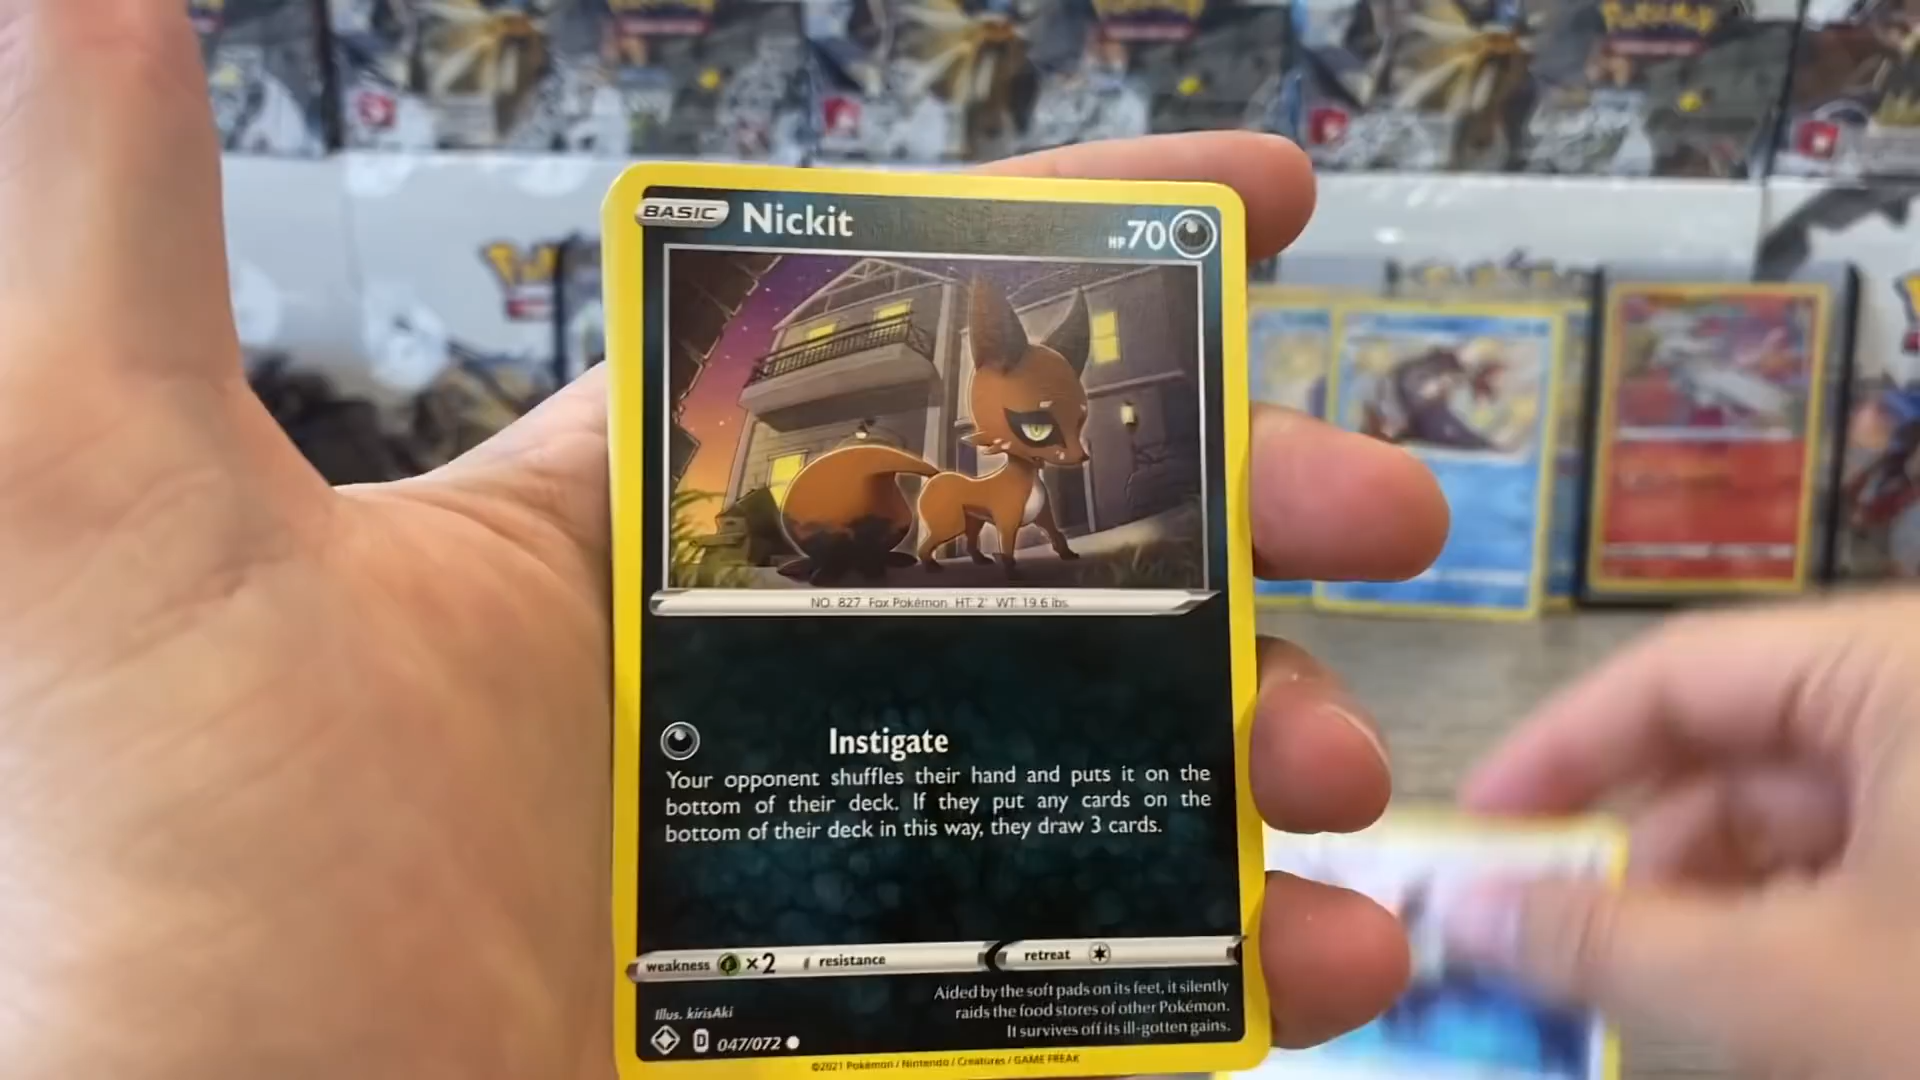 BASIC Nickit HP 70
NO. 827 Fox Pokémon HT: 2' WT: 19.6 lbs.
Instigate
Your opponent shuffles their hand and puts it on the
bottom of their deck. If they put any cards on the
bottom of their deck in this way, they draw 3 cards.
weakness ×2 resistance retreat
Aided by the soft pads on its feet, it silently
raids the food stores of other Pokémon.
It survives off its ill-gotten gains.
Illus. kirisAki
D 047/072
©2021 Pokémon / Nintendo / Creatures / GAME FREAK